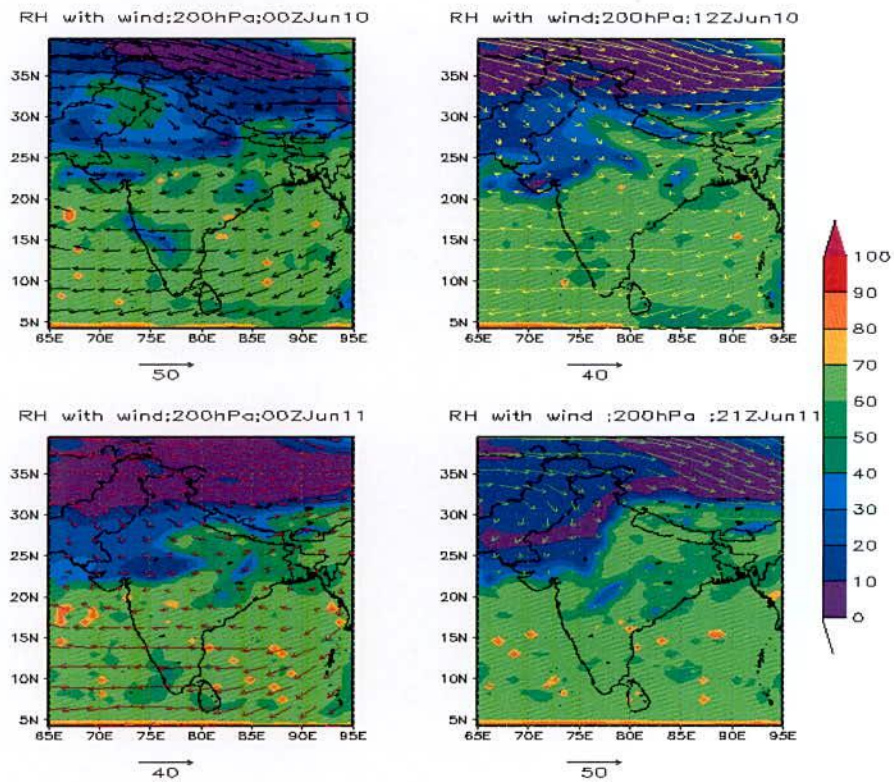 RH with wind;200hPa;00ZJun10
35N
30N
25N
20N
15N
10N
5N
65E 70E 75E 80E 85E 90E 95E
50
RH with wind;200hPa;12ZJun10
35N
30N
25N
20N
15N
10N
5N
65E 70E 75E 80E 85E 90E 95E
40
RH with wind;200hPa;00ZJun11
35N
30N
25N
20N
15N
10N
5N
65E 70E 75E 80E 85E 90E 95E
40
RH with wind ;200hPa ;21ZJun11
35N
30N
25N
20N
15N
10N
5N
65E 70E 75E 80E 85E 90E 95E
50
100
90
80
70
60
50
40
30
20
10
0